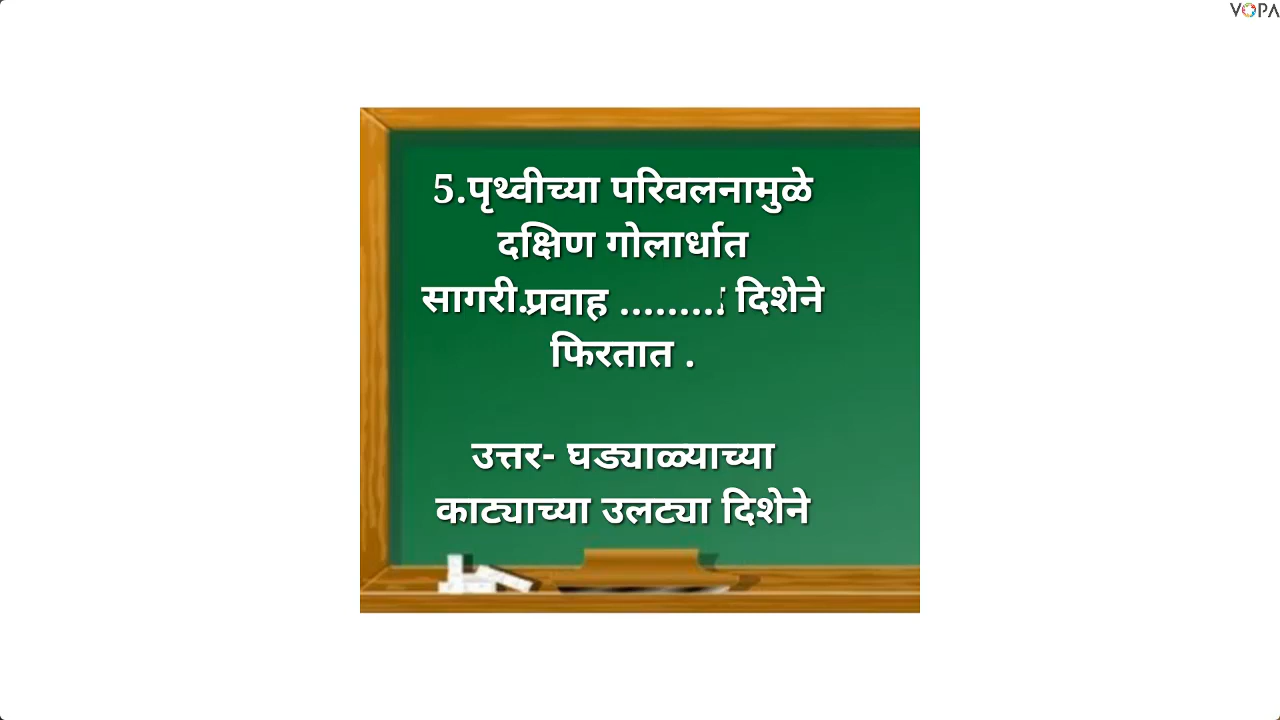 VOPA
5.पृथ्वीच्या परिवलनामुळे
दक्षिण गोलार्धात
सागरी.प्रवाह ......... दिशेने
फिरतात .
उत्तर- घड्याळ्याच्या
काट्याच्या उलट्या दिशेने